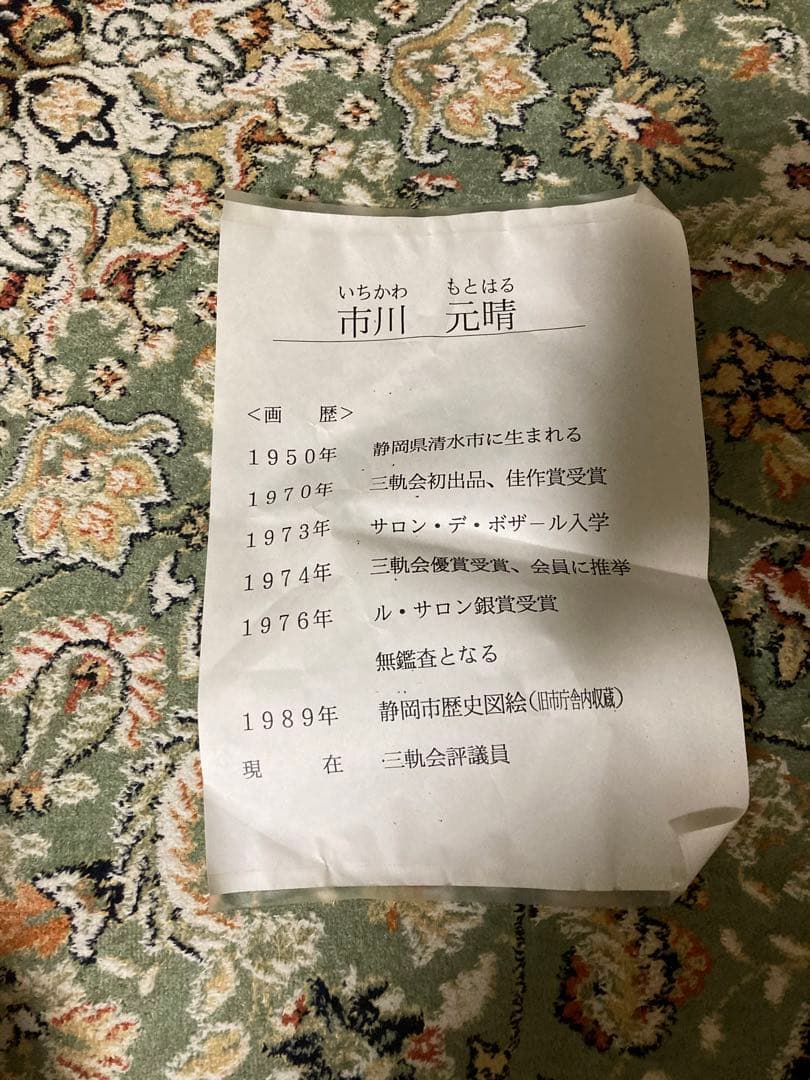 いちかわ もとはる
市川 元晴
<画 歴>
1950年 静岡県清水市に生まれる
1970年 三軌会初出品、佳作賞受賞
1973年 サロン・デ・ボザール入学
1974年 三軌会優賞受賞、会員に推挙
1976年 ル・サロン銀賞受賞
無鑑査となる
1989年 静岡市歴史図絵(旧市庁舎内収蔵)
現 在 三軌会評議員